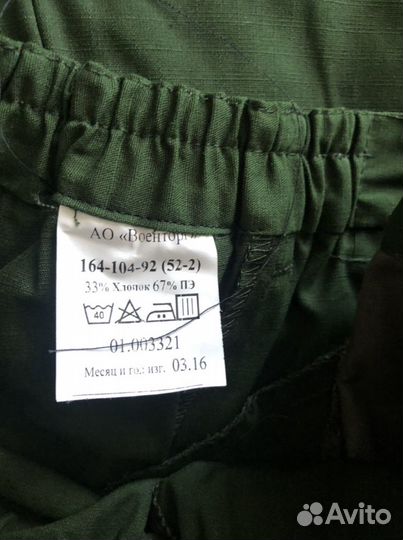 АО «Военторг»
164-104-92 (52-2)
33% Хлопок 67% ПЭ
40
01.003321
Месяц и го.: изг. 03.16
Avito